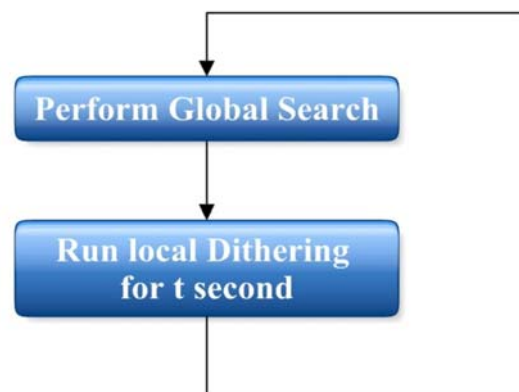 Perform Global Search
Run local Dithering
for t second